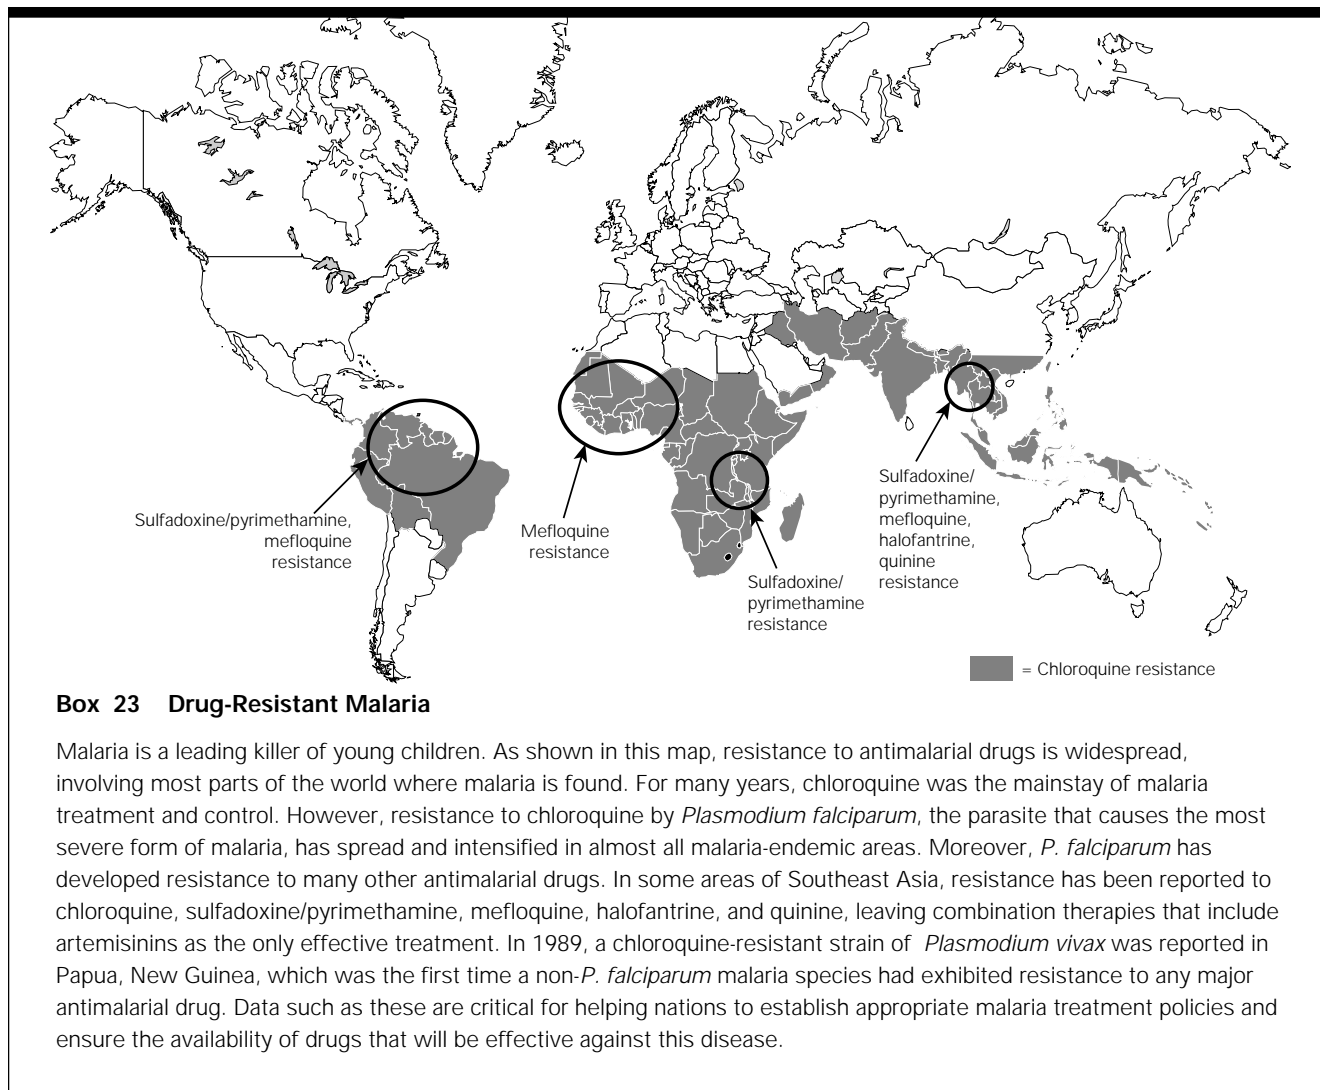 Sulfadoxine/pyrimethamine,
mefloquine
resistance
Mefloquine
resistance
Sulfadoxine/
pyrimethamine
resistance
Sulfadoxine/
pyrimethamine,
mefloquine,
halofantrine,
quinine
resistance
= Chloroquine resistance
Box 23 Drug-Resistant Malaria
Malaria is a leading killer of young children. As shown in this map, resistance to antimalarial drugs is widespread,
involving most parts of the world where malaria is found. For many years, chloroquine was the mainstay of malaria
treatment and control. However, resistance to chloroquine by Plasmodium falciparum, the parasite that causes the most
severe form of malaria, has spread and intensified in almost all malaria-endemic areas. Moreover, P. falciparum has
developed resistance to many other antimalarial drugs. In some areas of Southeast Asia, resistance has been reported to
chloroquine, sulfadoxine/pyrimethamine, mefloquine, halofantrine, and quinine, leaving combination therapies that include
artemisinins as the only effective treatment. In 1989, a chloroquine-resistant strain of Plasmodium vivax was reported in
Papua, New Guinea, which was the first time a non-P. falciparum malaria species had exhibited resistance to any major
antimalarial drug. Data such as these are critical for helping nations to establish appropriate malaria treatment policies and
ensure the availability of drugs that will be effective against this disease.